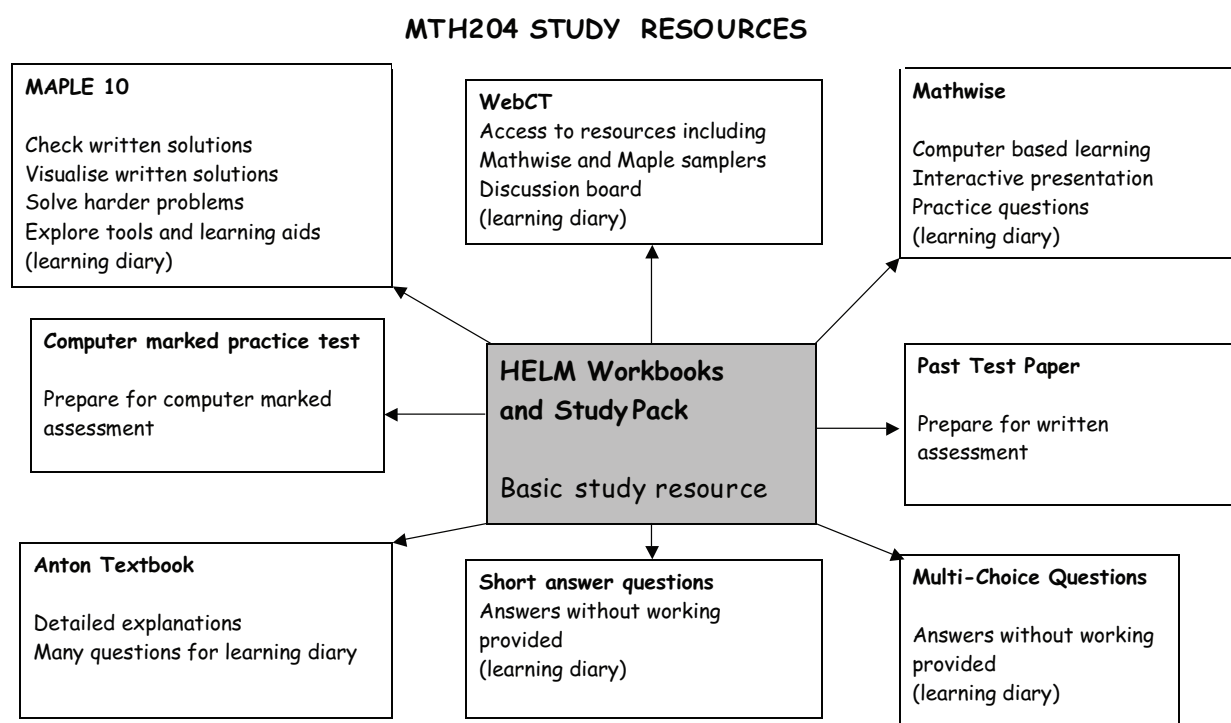 MTH204 STUDY RESOURCES
MAPLE 10
Check written solutions
Visualise written solutions
Solve harder problems
Explore tools and learning aids
(learning diary)
WebCT
Access to resources including
Mathwise and Maple samplers
Discussion board
(learning diary)
Mathwise
Computer based learning
Interactive presentation
Practice questions
(learning diary)
Computer marked practice test
Prepare for computer marked
assessment
HELM Workbooks
and Study Pack
Basic study resource
Past Test Paper
Prepare for written
assessment
Anton Textbook
Detailed explanations
Many questions for learning diary
Short answer questions
Answers without working
provided
(learning diary)
Multi-Choice Questions
Answers without working
provided
(learning diary)